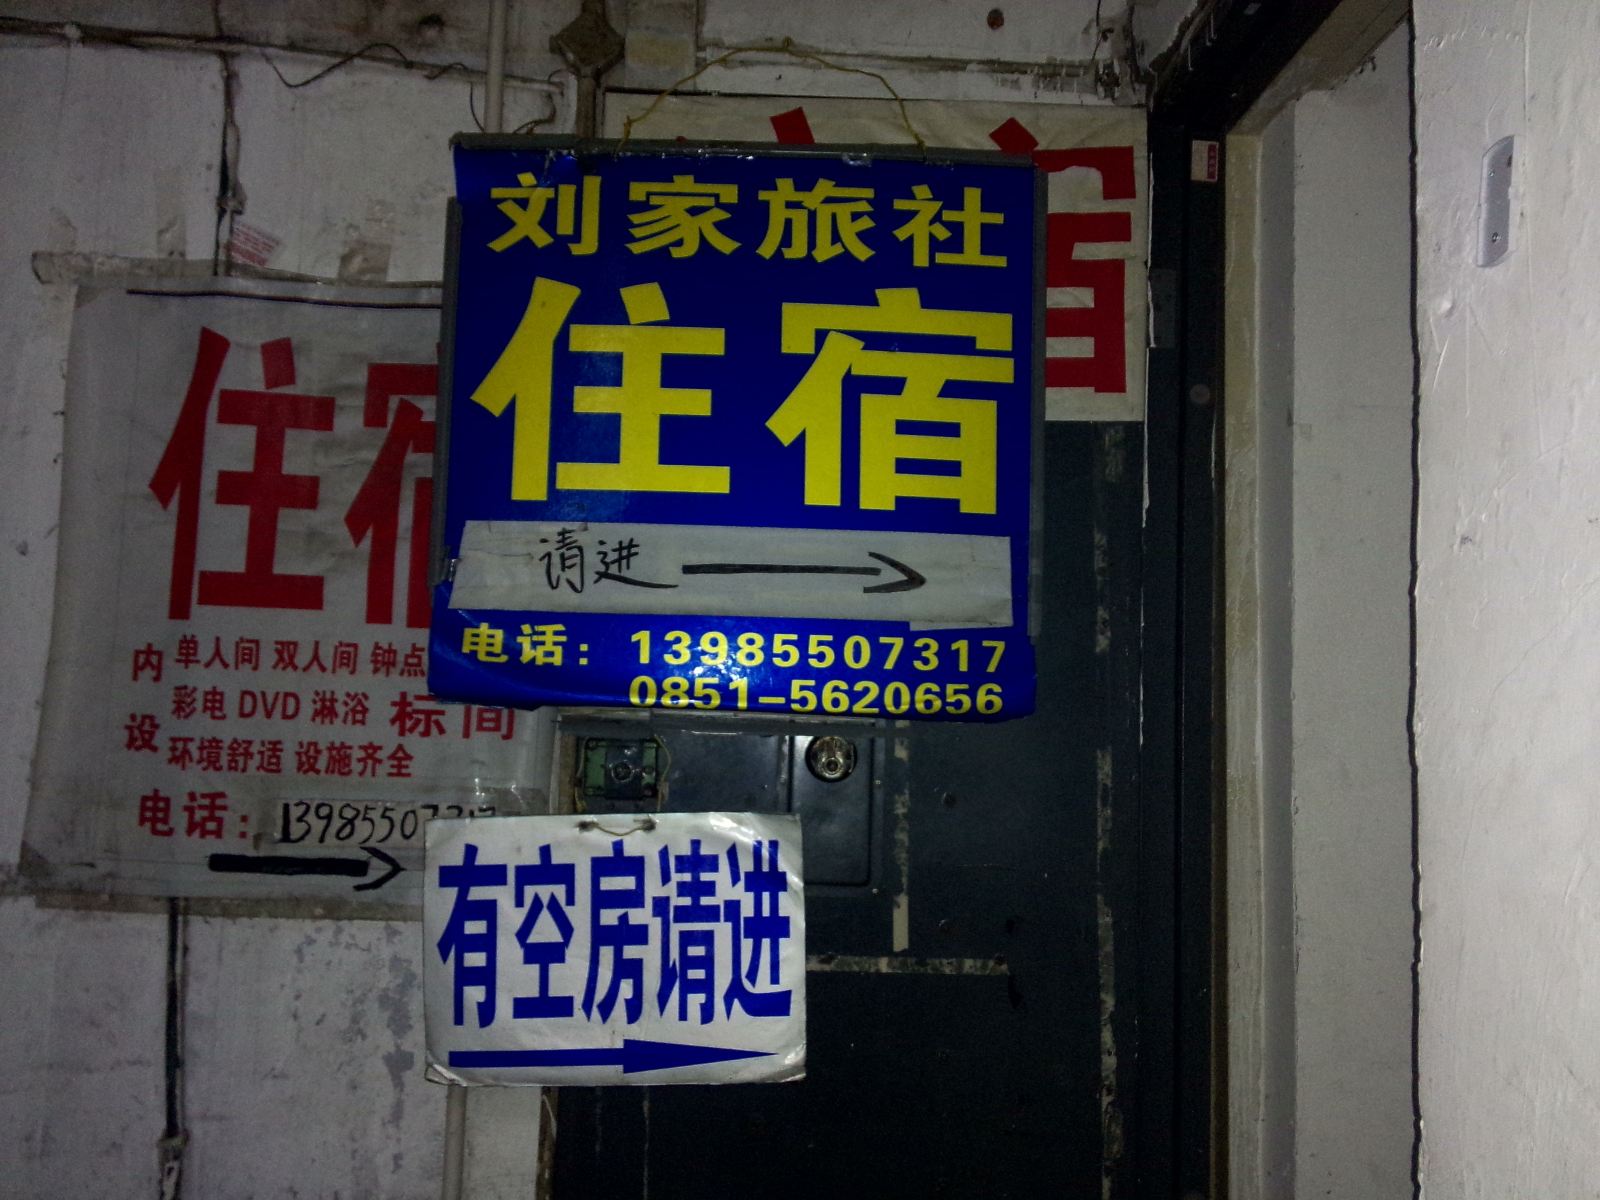 刘家旅社
住宿
请进
电话：13985507317
0851-5620656
住宿
内设
单人间 双人间 钟点
彩电 DVD 淋浴 标间
环境舒适 设施齐全
电话：13985507317
有空房请进
宿